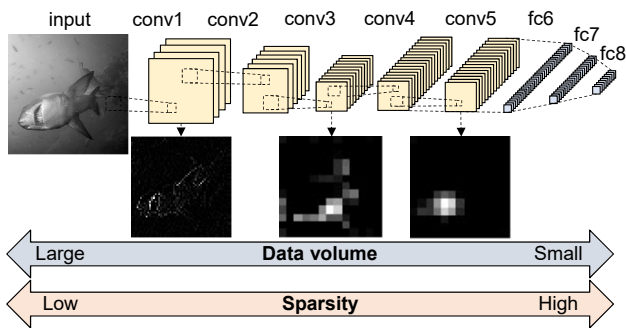 input conv1 conv2 conv3 conv4 conv5 fc6 fc7 fc8
Large Data volume Small
Low Sparsity High